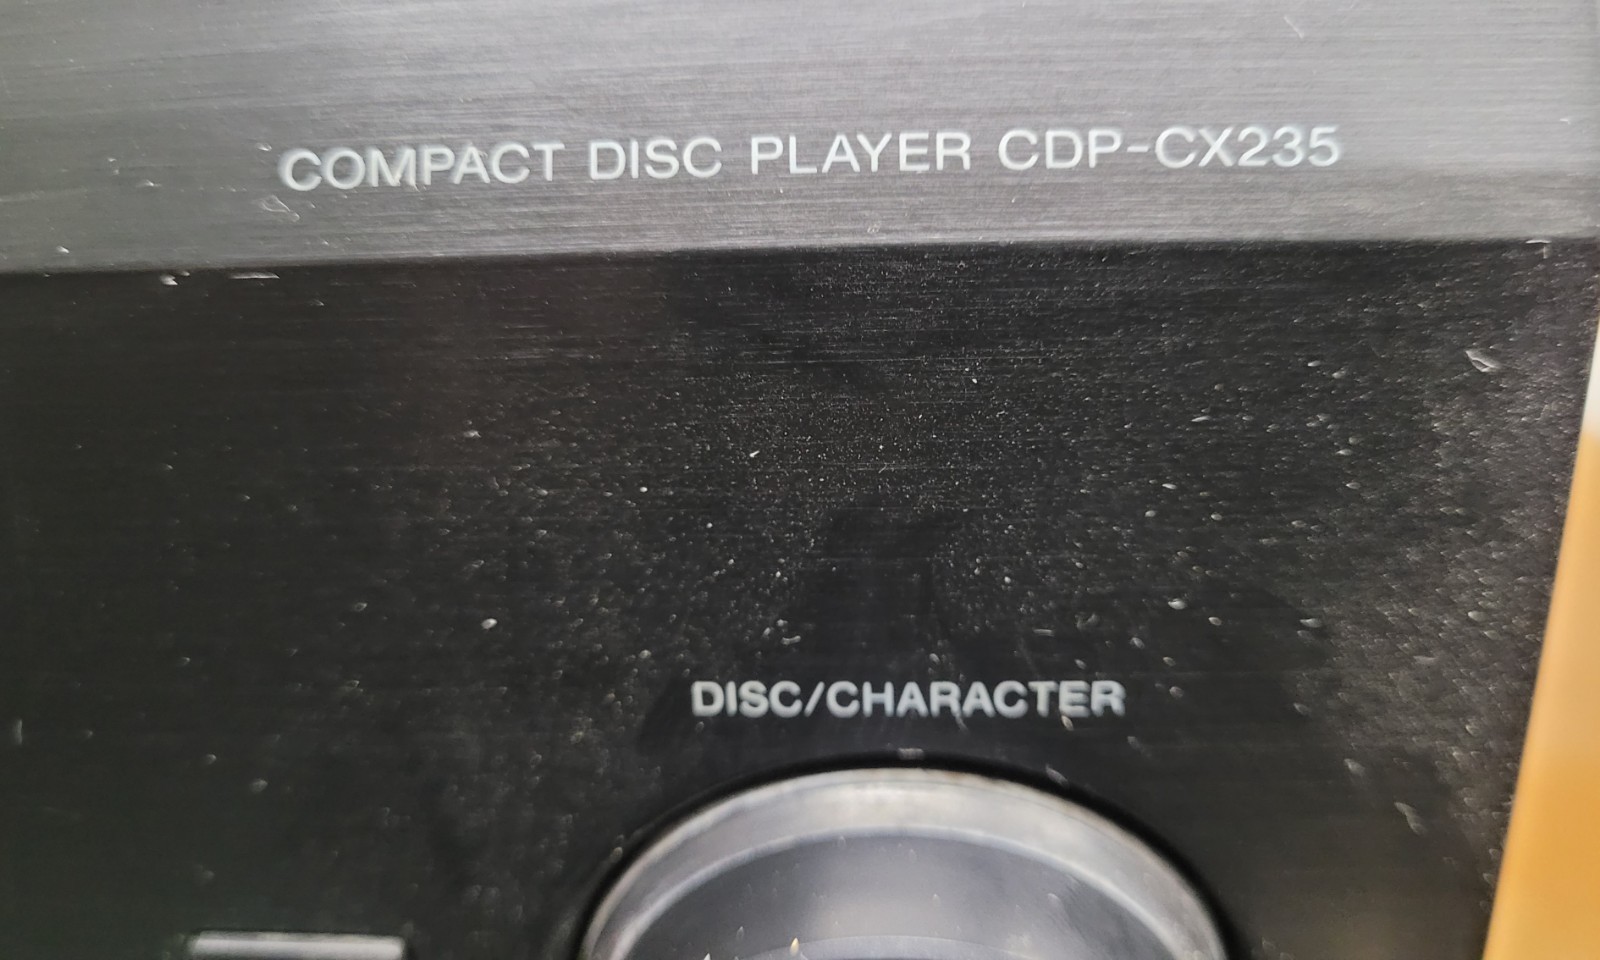 COMPACT DISC PLAYER CDP-CX235
DISC/CHARACTER